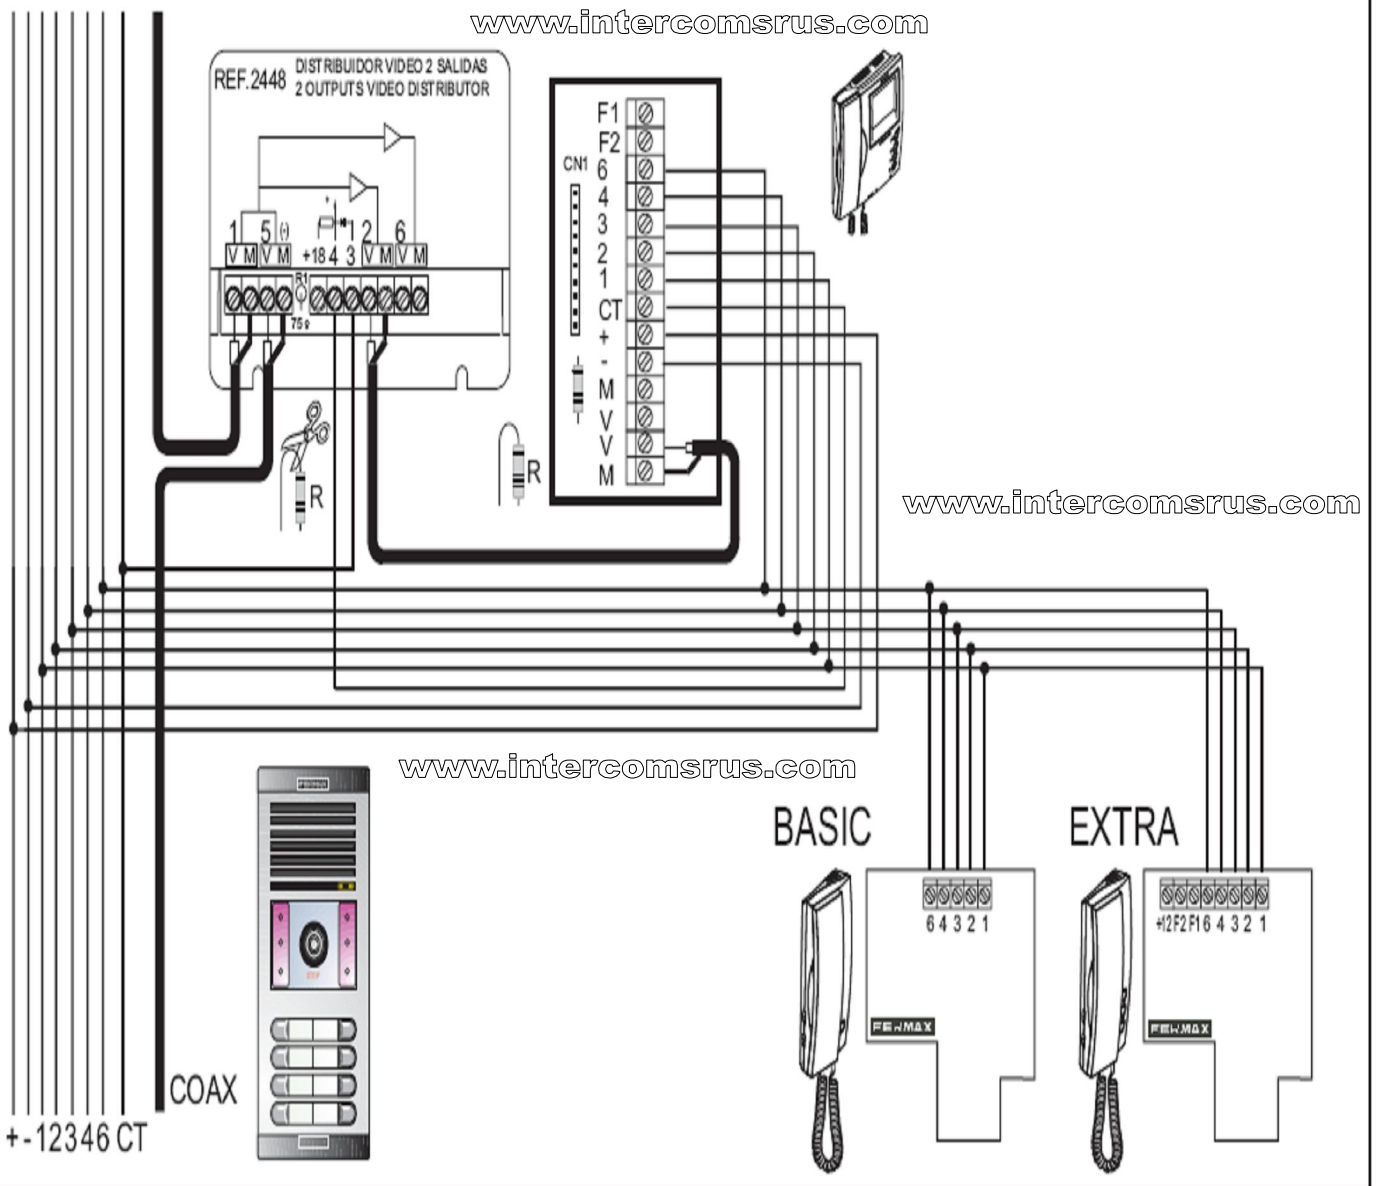 www.intercomsrus.com
REF.2448
DISTRIBUIDOR VIDEO 2 SALIDAS
2 OUTPUTS VIDEO DISTRIBUTOR
1 5 (-) 1 2 6
V M V M +18 4 3 V M V M
R1
75Ω
CN1
F1
F2
6
4
3
2
1
CT
+
-
M
V
V
M
R
R
www.intercomsrus.com
www.intercomsrus.com
BASIC
EXTRA
6 4 3 2 1
+12 F2 F1 6 4 3 2 1
FERMAX
FERMAX
COAX
+ - 1 2 3 4 6 CT